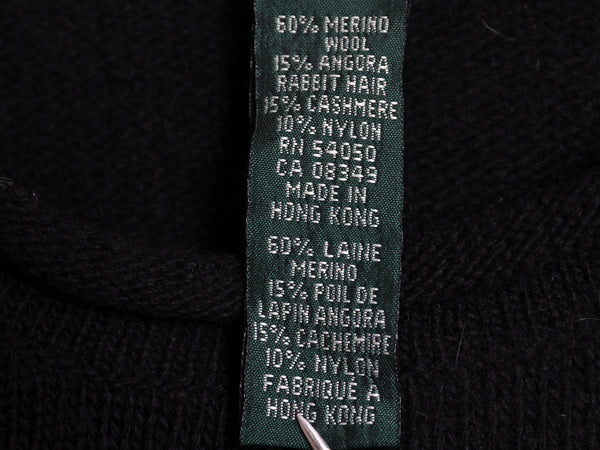 60% MERINO
WOOL
15% ANGORA
RABBIT HAIR
15% CASHMERE
10% NYLON
RN 54050
CA 08349
MADE IN
HONG KONG
60% LAINE
MERINO
15% POIL DE
LAPIN ANGORA
15% CACHEMIRE
10% NYLON
FABRIQUÉ A
HONG KONG